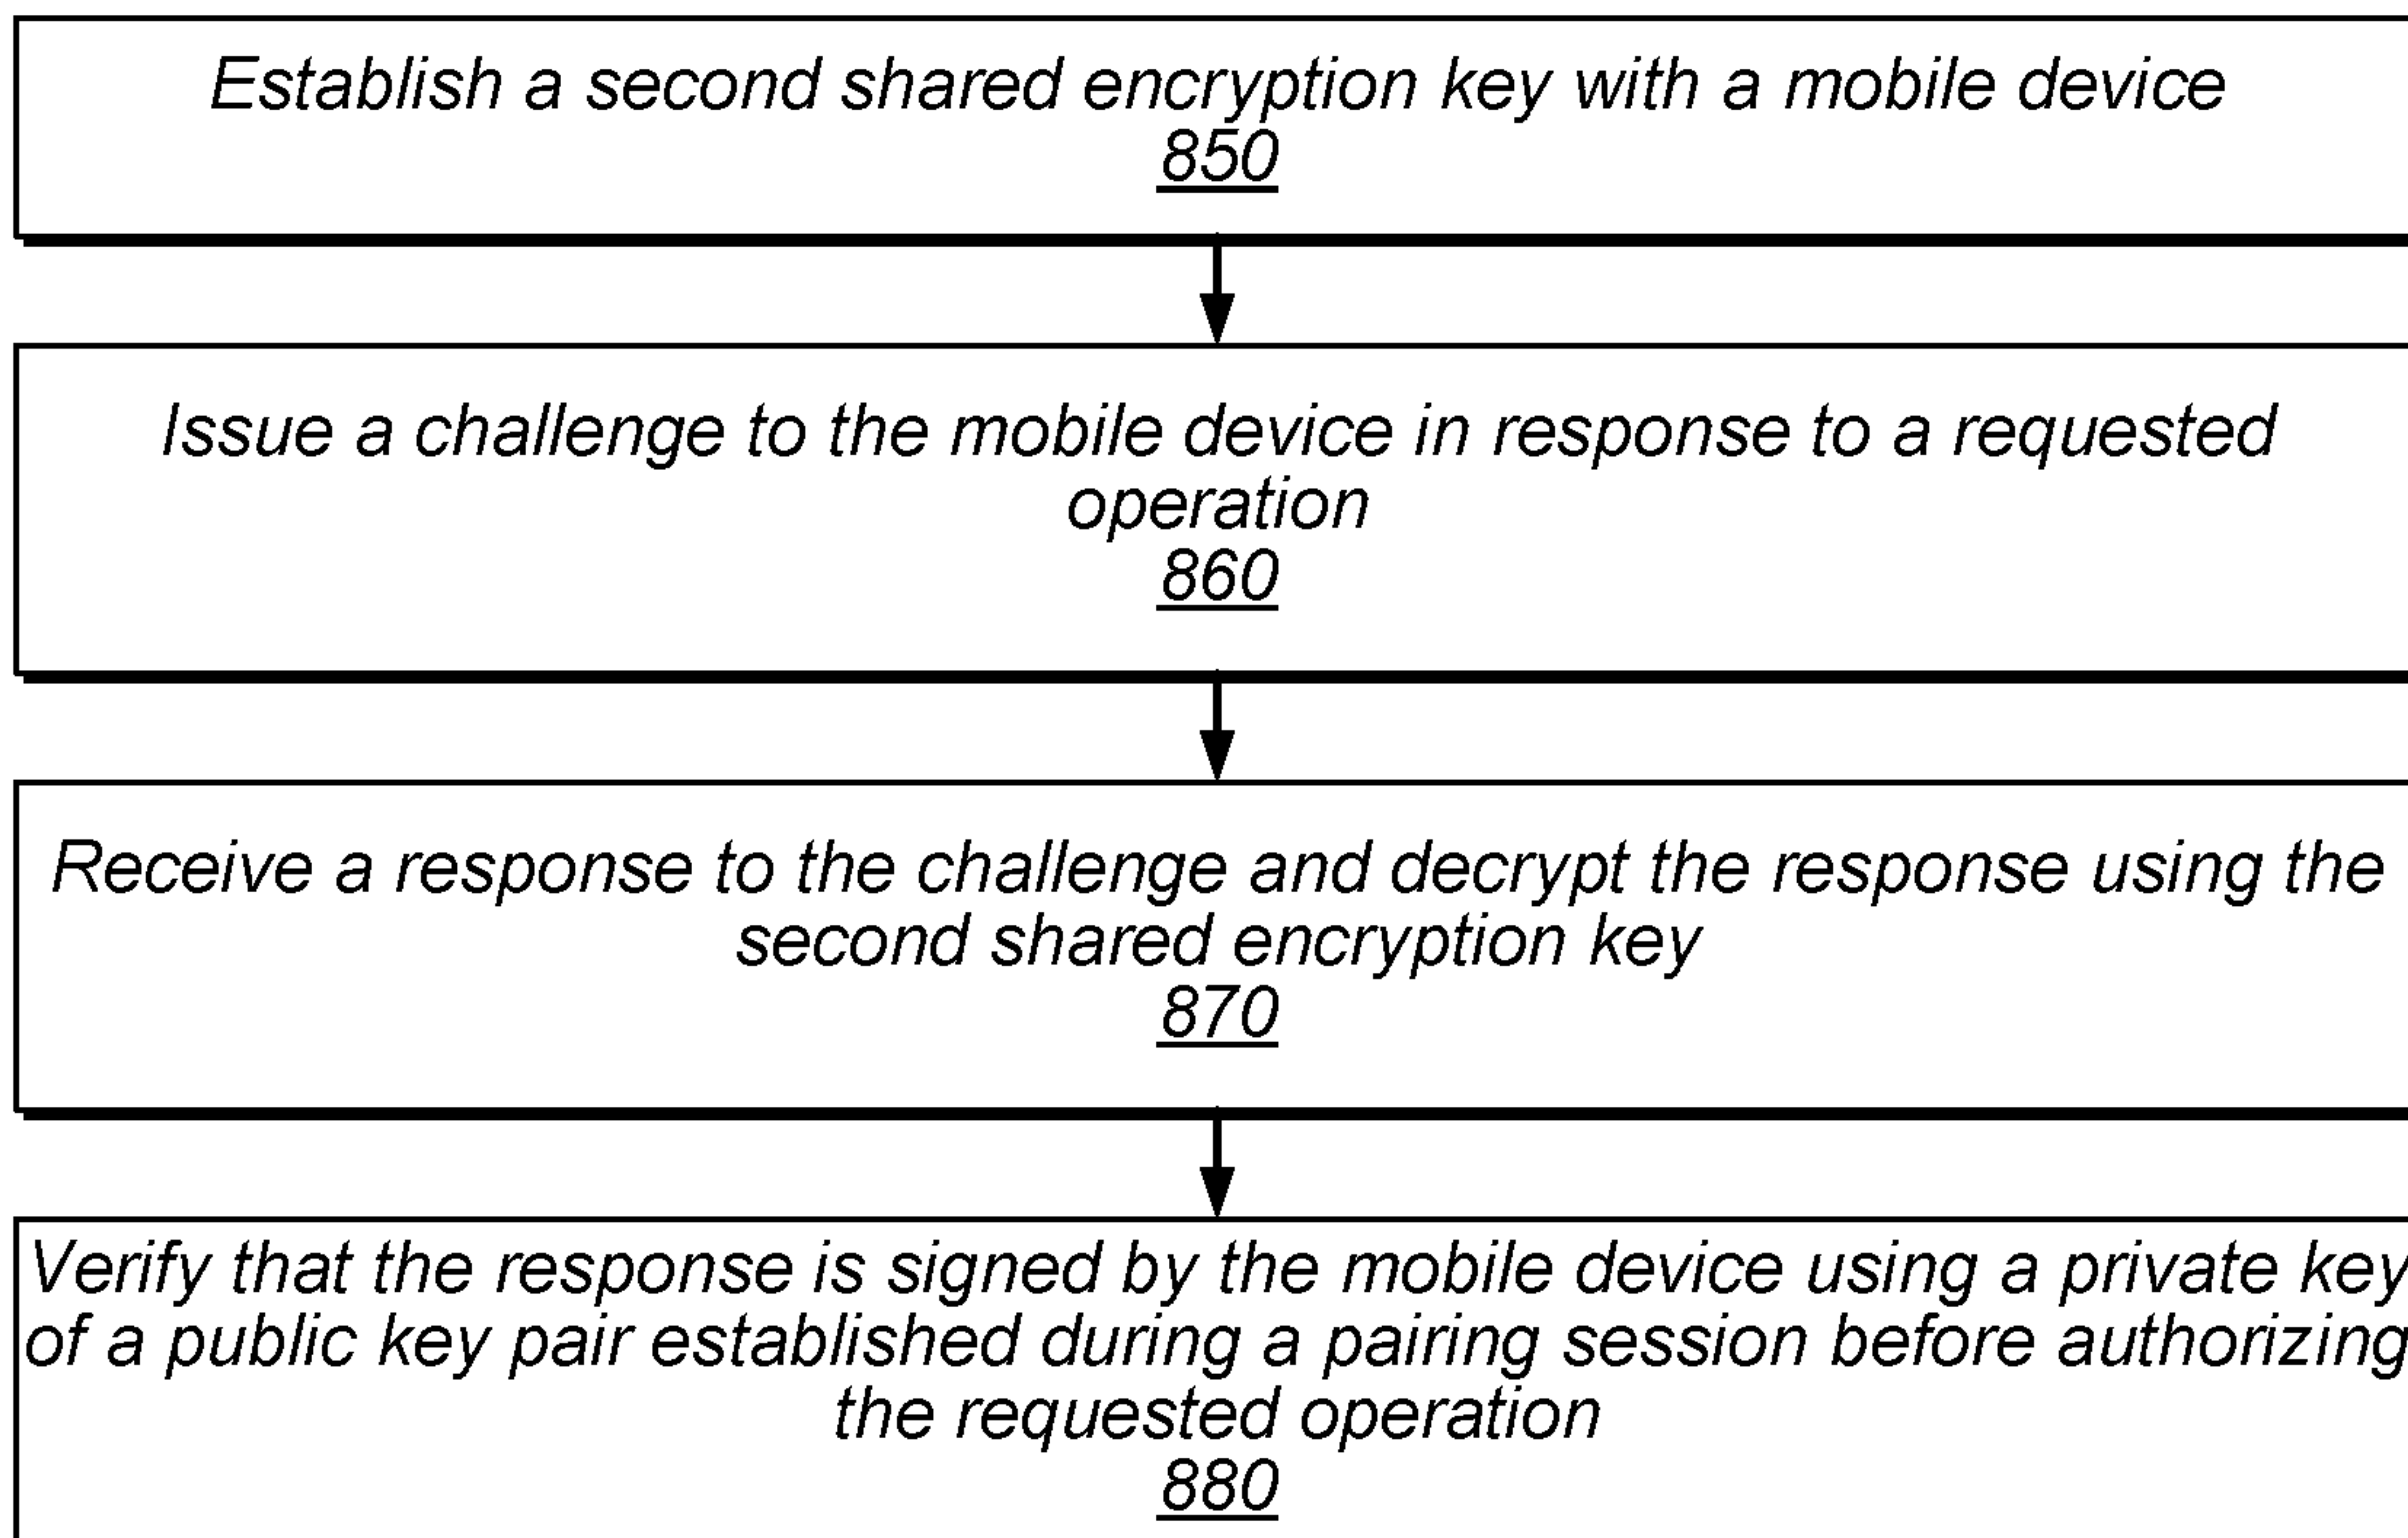 Establish a second shared encryption key with a mobile device
850
Issue a challenge to the mobile device in response to a requested
operation
860
Receive a response to the challenge and decrypt the response using the
second shared encryption key
870
Verify that the response is signed by the mobile device using a private key
of a public key pair established during a pairing session before authorizing
the requested operation
880